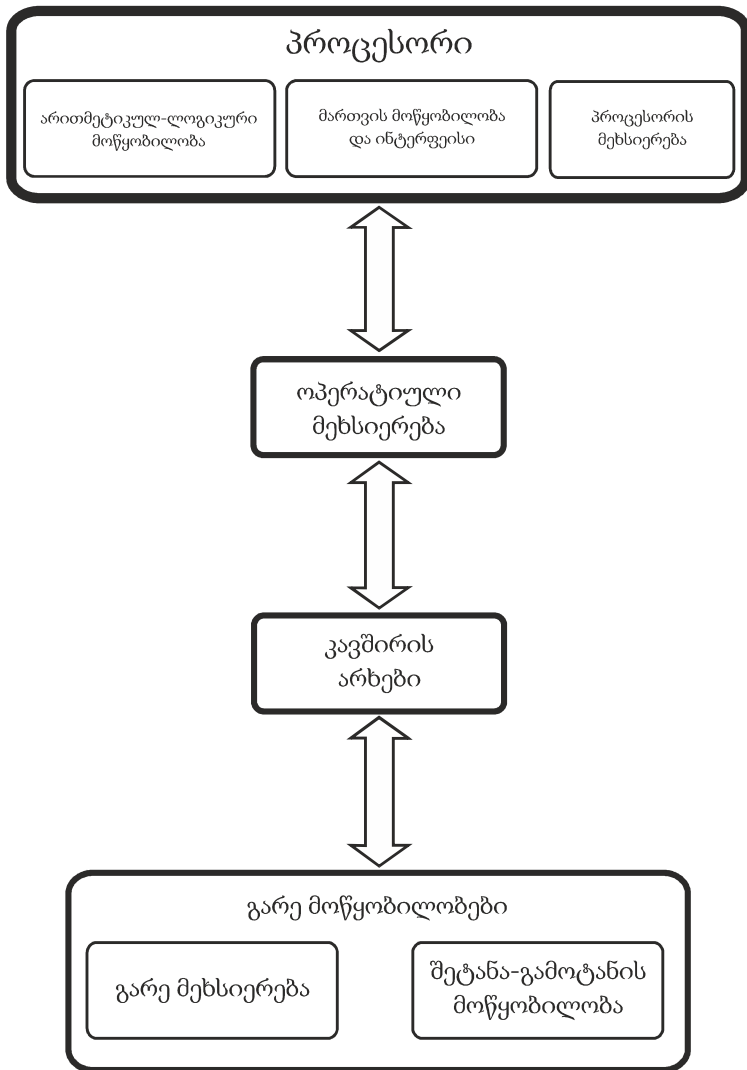 პროცესორი
არითმეტიკულ-ლოგიკური
მოწყობილობა
მართვის მოწყობილობა
და ინტერფეისი
პროცესორის
მეხსიერება
ოპერატიული
მეხსიერება
კავშირის
არხები
გარე მოწყობილობები
გარე მეხსიერება
შეტანა-გამოტანის
მოწყობილობა